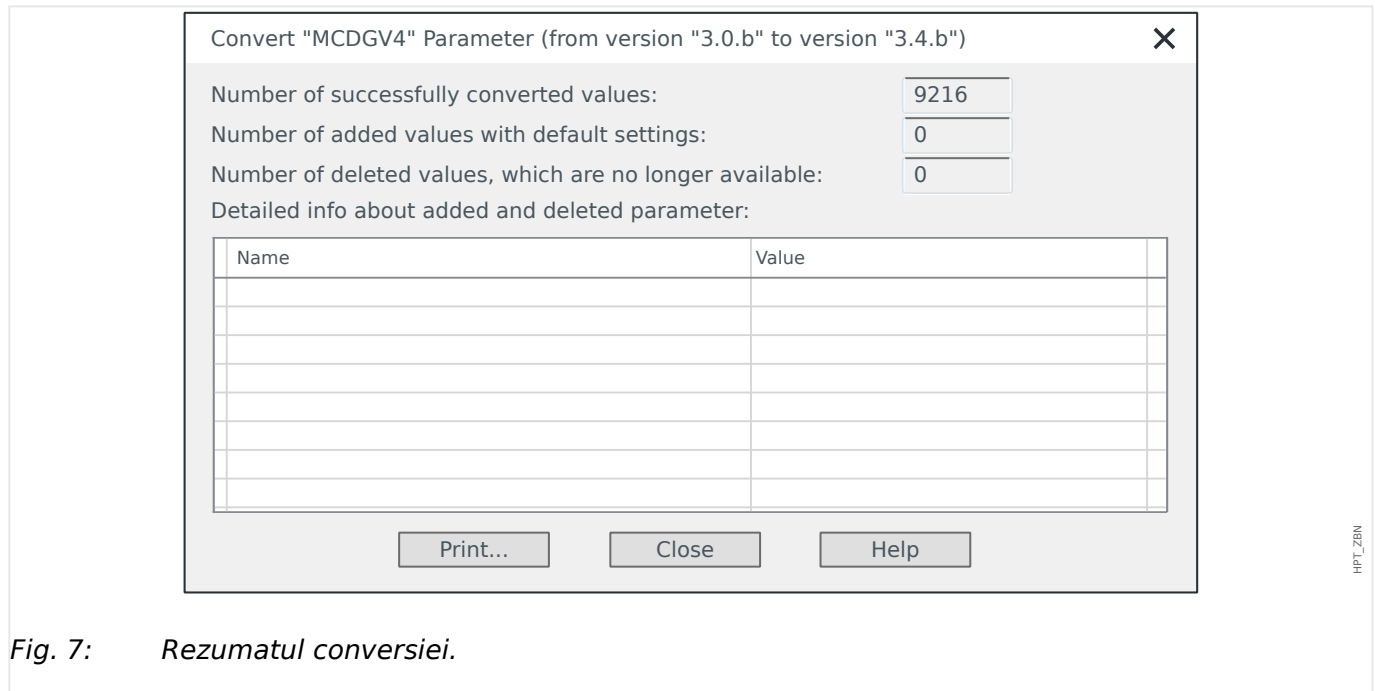 Convert "MCDGV4" Parameter (from version "3.0.b" to version "3.4.b")
Number of successfully converted values: 9216
Number of added values with default settings: 0
Number of deleted values, which are no longer available: 0
Detailed info about added and deleted parameter:
Name Value
Print... Close Help
HPT_ZBN
Fig. 7: Rezumatul conversiei.